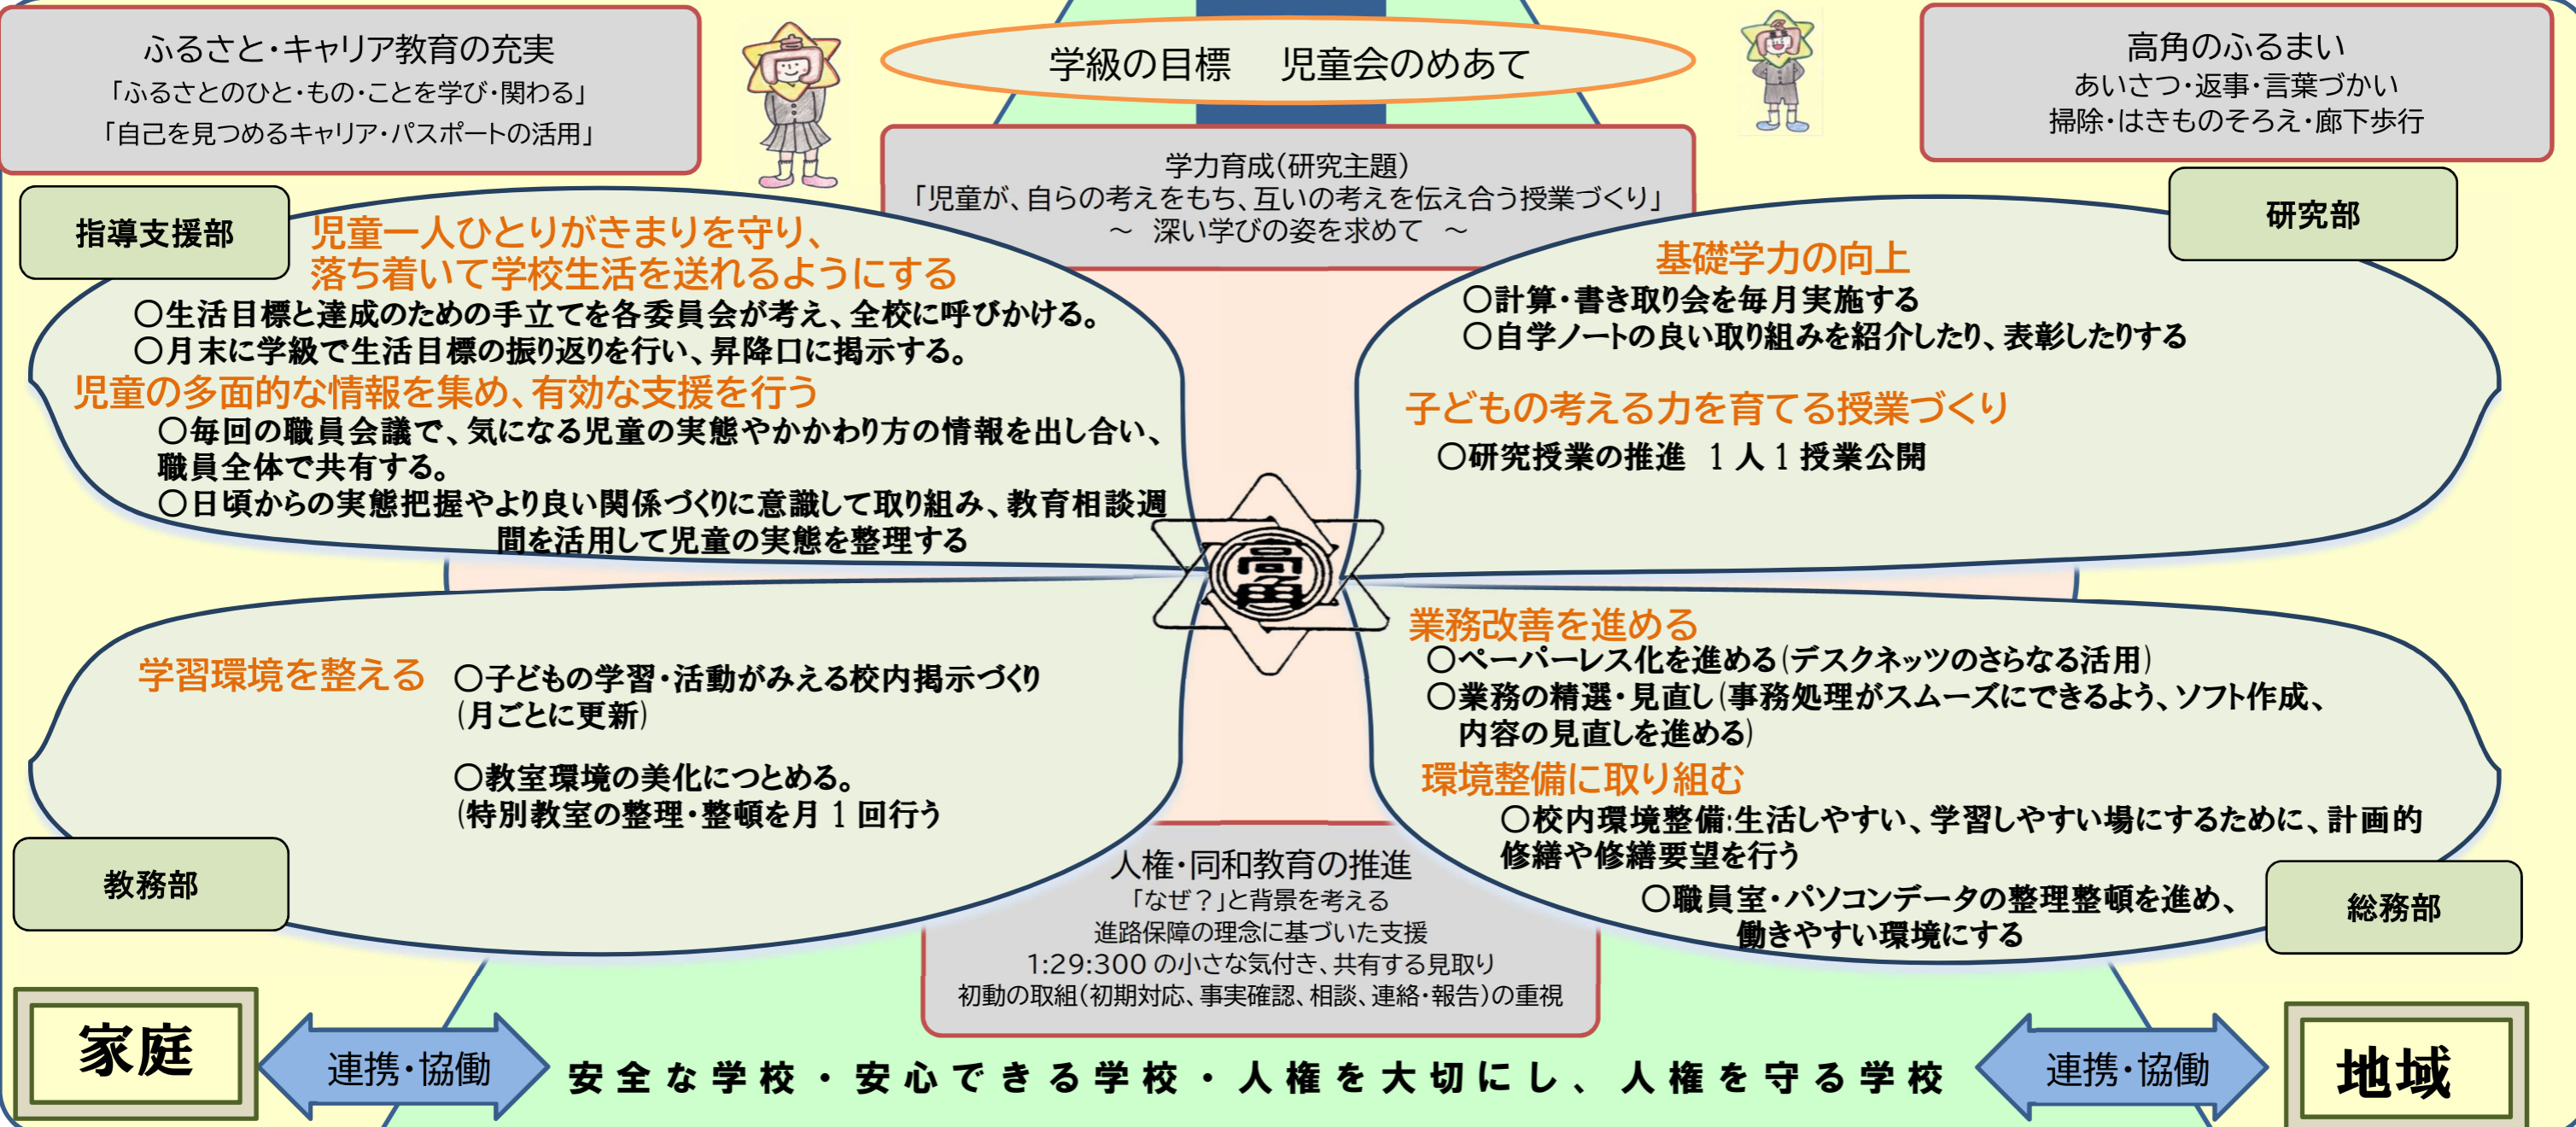 ふるさと・キャリア教育の充実
「ふるさとのひと・もの・ことを学び・関わる」
「自己を見つめるキャリア・パスポートの活用」
学級の目標　児童会のめあて
高角のふるまい
あいさつ・返事・言葉づかい
掃除・はきものそろえ・廊下歩行
学力育成(研究主題)
「児童が、自らの考えをもち、互いの考えを伝え合う授業づくり」
～ 深い学びの姿を求めて ～
指導支援部
児童一人ひとりがきまりを守り、
落ち着いて学校生活を送れるようにする
〇生活目標と達成のための手立てを各委員会が考え、全校に呼びかける。
〇月末に学級で生活目標の振り返りを行い、昇降口に掲示する。
児童の多面的な情報を集め、有効な支援を行う
〇毎回の職員会議で、気になる児童の実態やかかわり方の情報を出し合い、
職員全体で共有する。
〇日頃からの実態把握やより良い関係づくりに意識して取り組み、教育相談週
間を活用して児童の実態を整理する
研究部
基礎学力の向上
〇計算・書き取り会を毎月実施する
〇自学ノートの良い取り組みを紹介したり、表彰したりする
子どもの考える力を育てる授業づくり
〇研究授業の推進 1人1授業公開
高角
学習環境を整える
〇子どもの学習・活動がみえる校内掲示づくり
(月ごとに更新)
〇教室環境の美化につとめる。
(特別教室の整理・整頓を月1回行う
教務部
業務改善を進める
〇ペーパーレス化を進める(デスクネッツのさらなる活用)
〇業務の精選・見直し(事務処理がスムーズにできるよう、ソフト作成、
内容の見直しを進める)
環境整備に取り組む
〇校内環境整備:生活しやすい、学習しやすい場にするために、計画的
修繕や修繕要望を行う
〇職員室・パソコンデータの整理整頓を進め、
働きやすい環境にする
総務部
人権・同和教育の推進
「なぜ？」と背景を考える
進路保障の理念に基づいた支援
1:29:300の小さな気付き、共有する見取り
初動の取組(初期対応、事実確認、相談、連絡・報告)の重視
家庭
連携・協働
安全な学校・安心できる学校・人権を大切にし、人権を守る学校
連携・協働
地域